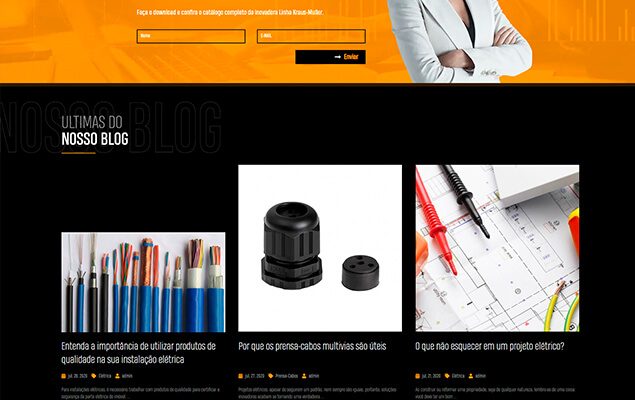 Faça o download e confira o catálogo completo da inovadora Linha Kraus-Muller.
Nome
E-MAIL
Enviar
NOSSO BLOG
ULTIMAS DO
NOSSO BLOG
Entenda a importância de utilizar produtos de
qualidade na sua instalação elétrica
jul, 28, 2020 Elétrica admin
Para instalações elétricas, é necessário trabalhar com produtos de qualidade para certificar a
segurança da parte elétrica do imóvel.
Por que os prensa-cabos multivias são úteis
jul, 27, 2020 Prensa-Cabos admin
Projetos elétricos, apesar de seguirem um padrão, nem sempre são iguais, portanto, soluções
inovadoras acabam se tornando uma verdadeira
O que não esquecer em um projeto elétrico?
jul, 21, 2020 Elétrica admin
Ao construir ou reformar uma propriedade, seja de qualquer natureza, lembre-se de uma coisa:
você deve ter um bom